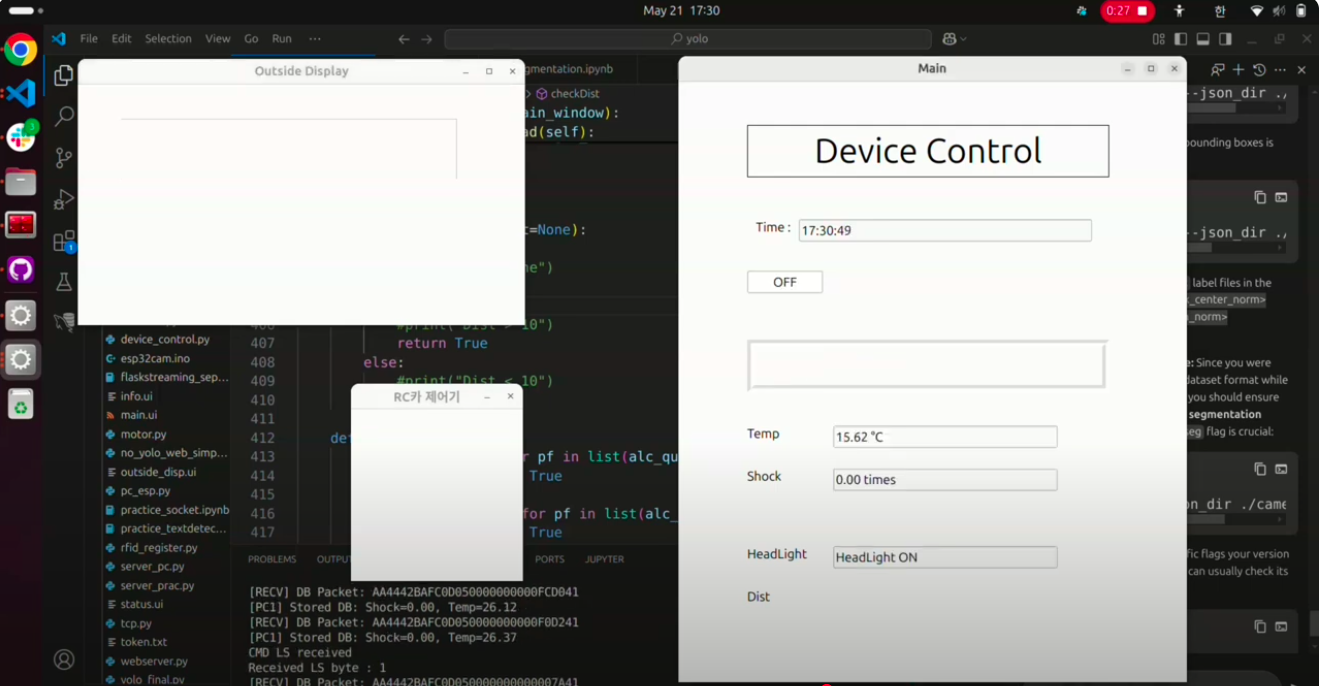 May 21 17:30
0:27
한
3
File Edit Selection View Go Run ···
yolo
Outside Display
gmentation.ipynb
checkDist
ain_window):
ad(self):
t=None):
ne")
#print("Dist > 10")
407 return True
408 else:
409 #print("Dist < 10")
410
411
412 de
413 r pf in list(alc_qu
414 True
415
416 for pf in list(alc_
417 True
1
device_control.py
esp32cam.ino
flaskstreaming_sep...
info.ui
main.ui
motor.py
no_yolo_web_simp...
outside_disp.ui
pc_esp.py
practice_socket.ipynb
practice_textdetec...
rfid_register.py
server_pc.py
server_prac.py
status.ui
tcp.py
token.txt
webserver.py
yolo_final.py
RC카 제어기
PROBLEMS OUTPU PORTS JUPYTER
[RECV] DB Packet: AA4442BAFC0D050000000000FCD041
[PC1] Stored DB: Shock=0.00, Temp=26.12
[RECV] DB Packet: AA4442BAFC0D050000000000F0D241
[PC1] Stored DB: Shock=0.00, Temp=26.37
CMD LS received
Received LS byte : 1
[RECV] DB Packet: AA4442BAFC0D0500000000007A41
Main
Device Control
Time : 17:30:49
OFF
Temp 15.62 °C
Shock 0.00 times
HeadLight HeadLight ON
Dist
--json_dir ./
ounding boxes is
--json_dir ./
label files in the
_center_norm>
_norm>
e: Since you were
dataset format while
you should ensure
segmentation
seg flag is crucial:
on_dir ./came
fic flags your version
can usually check its